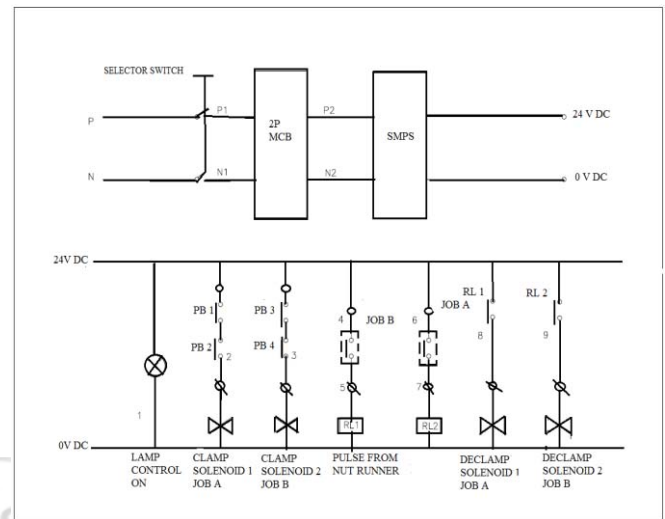 SELECTOR SWITCH
P
P1
2P
MCB
P2
SMPS
24 V DC
N
N1
N2
0 V DC
24V DC
PB 1
PB 3
4
JOB B
6
JOB A
RL 1
RL 2
PB 2
2
PB 4
3
8
9
5
7
1
RL1
RL2
0V DC
LAMP
CONTROL
ON
CLAMP
SOLENOID 1
JOB A
CLAMP
SOLENOID 2
JOB B
PULSE FROM
NUT RUNNER
DECLAMP
SOLENOID 1
JOB A
DECLAMP
SOLENOID 2
JOB B